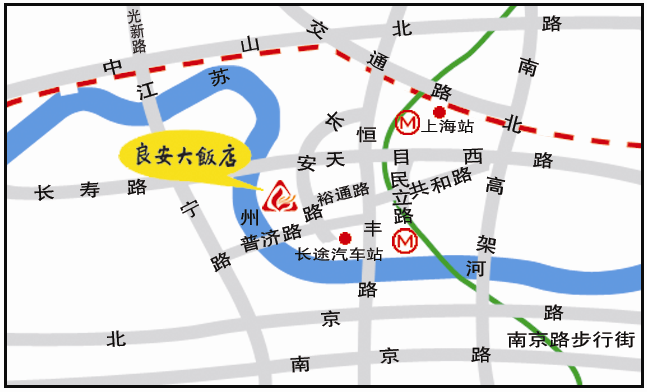 光新路
中山北路
交通路
南北高架
江宁路
苏州河
长安路
恒丰路
M
上海站
良安大飯店
天目西路
长寿路
裕通路
民立路
共和路
普济路
M
长途汽车站
北京路
南京路步行街
南京路